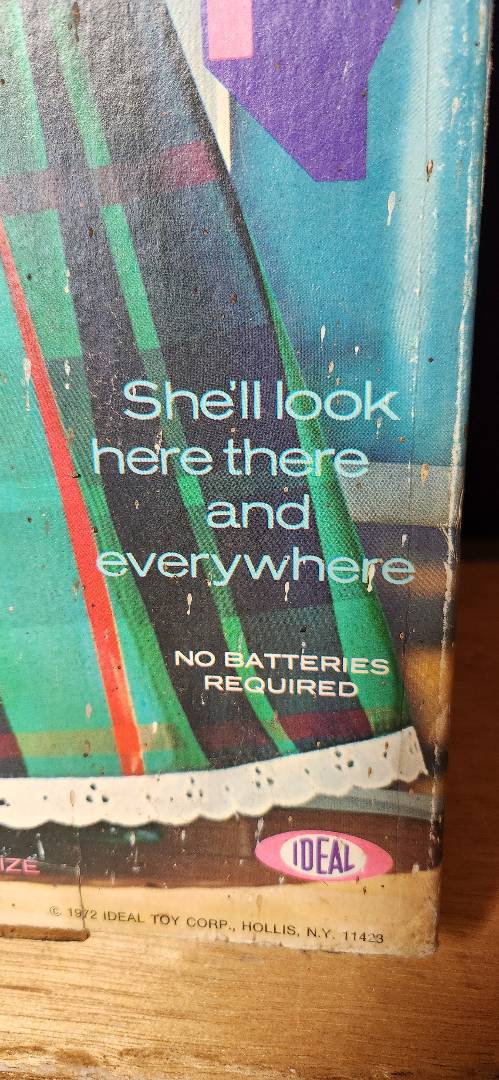 She'll look
here there
and
everywhere
NO BATTERIES
REQUIRED
IZE
IDEAL
© 1972 IDEAL TOY CORP., HOLLIS, N.Y. 11423